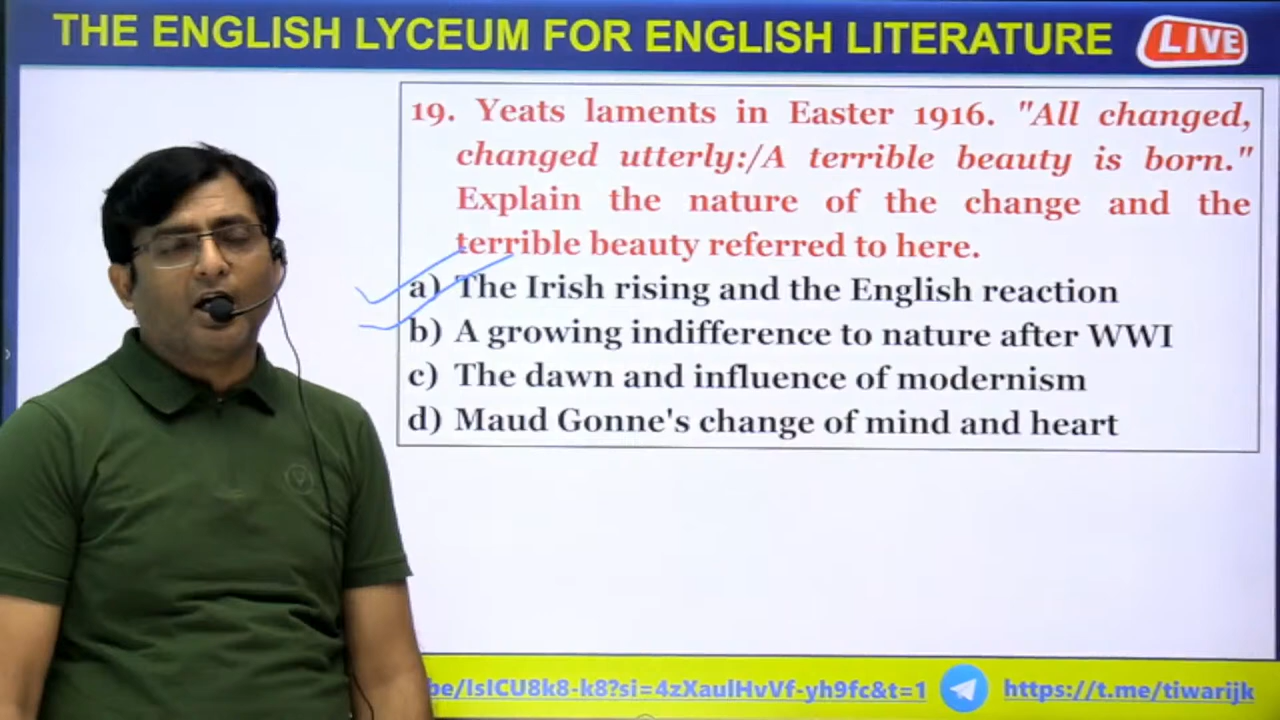 THE ENGLISH LYCEUM FOR ENGLISH LITERATURE
LIVE
19. Yeats laments in Easter 1916. "All changed,
changed utterly:/A terrible beauty is born."
Explain the nature of the change and the
terrible beauty referred to here.
a) The Irish rising and the English reaction
b) A growing indifference to nature after WWI
c) The dawn and influence of modernism
d) Maud Gonne's change of mind and heart
be/IsICU8k8-k8?si=4zXaulHvVf-yh9fc&t=1
https://t.me/tiwarijk